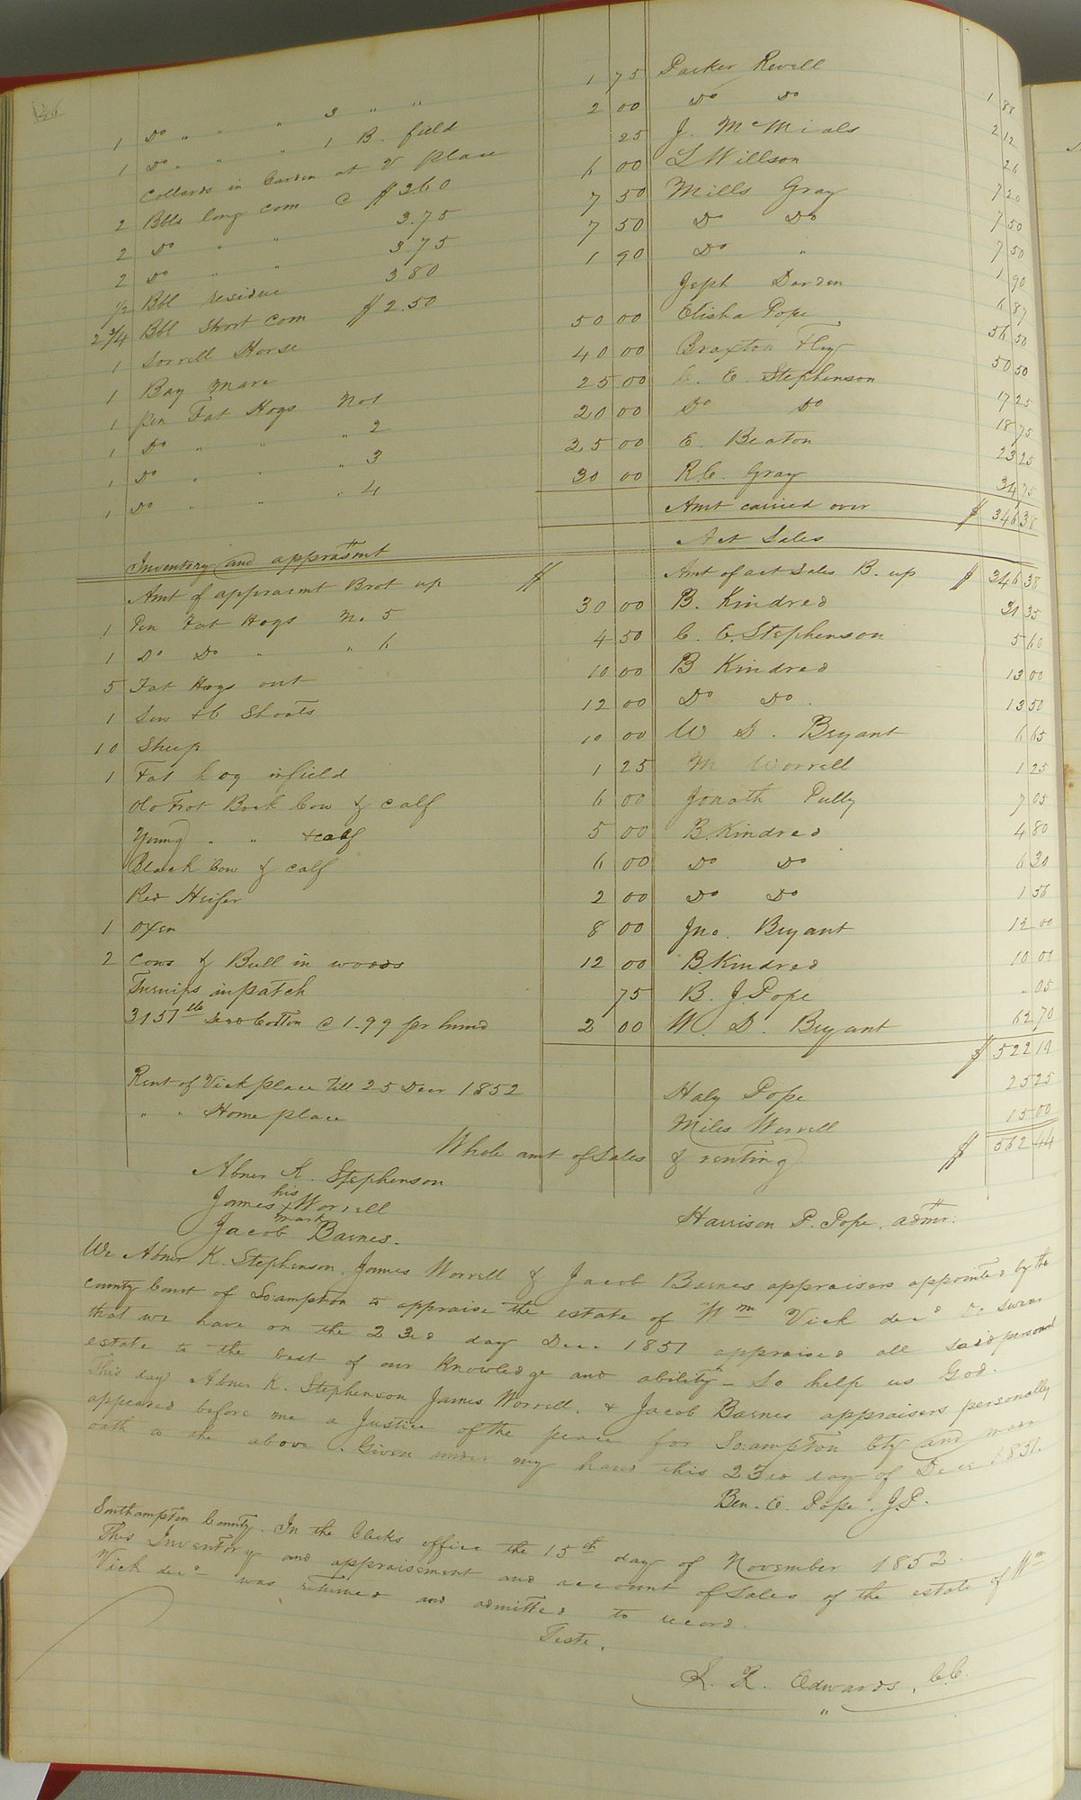 1 Do " " " 3 " " 1 75 Parker Revell 1 88
1 Do " " " 1 B. field 2 00 Do Do 2 12
Collards in Garden at V place 25 J. McMials 26
2 Bbls long corn @ $3.60 6 00 L Willson 7 20
2 Do " " 3.75 7 50 Mills Gray 7 50
2 Do " " 3.75 7 50 Do Do 7 50
1/2 Bbl residue 3 80 1 90 Do " 1 90
2 3/4 Bbl Short Corn $2.50 Jeph Darden 6 87
1 Sorrell Horse 50 00 Elisha Pope 56 50
1 Bay Mare 40 00 Braxton 50 50
1 pen Fat Hogs No 1 25 00 C. E. Stephenson 17 25
1 Do " " " 2 20 00 Do Do 18 75
1 Do " " " 3 25 00 E. Beaton 23 25
1 Do " " " 4 30 00 R.C. Gray 34 75
Amt carried over $ 346 38
Inventory and apprasmt Act Sales
Amt of appraismt Brot up $ Amt of act Sales B. up $ 346 38
1 Pen Fat Hogs No. 5 30 00 B. Kindred 31 35
1 Do Do " " 6 4 50 C. E. Stephenson 5 60
5 Fat Hogs out 10 00 B Kindred 13 00
1 Sow & 6 Shoats 12 00 Do Do 13 50
10 Sheep 10 00 W D. Bryant 6 65
1 Fat hog in field 1 25 M Worrell 1 25
Old Back Cow & calf 6 00 Jonath Pully 7 05
Young " " & calf 5 00 B. Kindred 4 80
Black Cow & calf 6 00 Do Do 6 30
Red Heifer 2 00 Do Do 1 56
1 Oxen 8 00 Jno. Bryant 12 00
2 Cows & Bull in woods 12 00 B. Kindred 10 00
Turnips in patch 75 B. J. Pope .05
3151 lbs Seed Cotton @ 1.99 pr hund 2 00 W. D. Bryant 62 70
$ 522 19
Rent of Vick place till 25 Decr 1852 Haly Pope 25 25
" " Home place Miles Worrell 15 00
Whole amt of Sales & renting $ 562 44
Abner K. Stephenson
his
James + Worrell
mark
Harrison P. Pope, admr.
Jacob Barnes.
We Abner K. Stephenson, James Worrell & Jacob Barnes appraisers appointed by the
County Court of Soampton to appraise the estate of Wm Vick decd do swear
that we have on the 23d day Dec. 1851 appraised all said personal
estate to the best of our Knowledge and ability - So help us God.
This day Abner K. Stephenson James Worrell, & Jacob Barnes appraisers personally
appeared before me a Justice of the peace for Soampton Cty and made
oath to the above. Given under my hand this 23rd day of Dec 1851.
Ben. E. Pope J.P.
Southampton County. In the Clerks office the 15th day of November 1852.
This Inventory and appraisement and account of Sales of the estate of Wm
Vick decd was returned and admitted to record.
Teste.
L. R. Edwards, C.C.